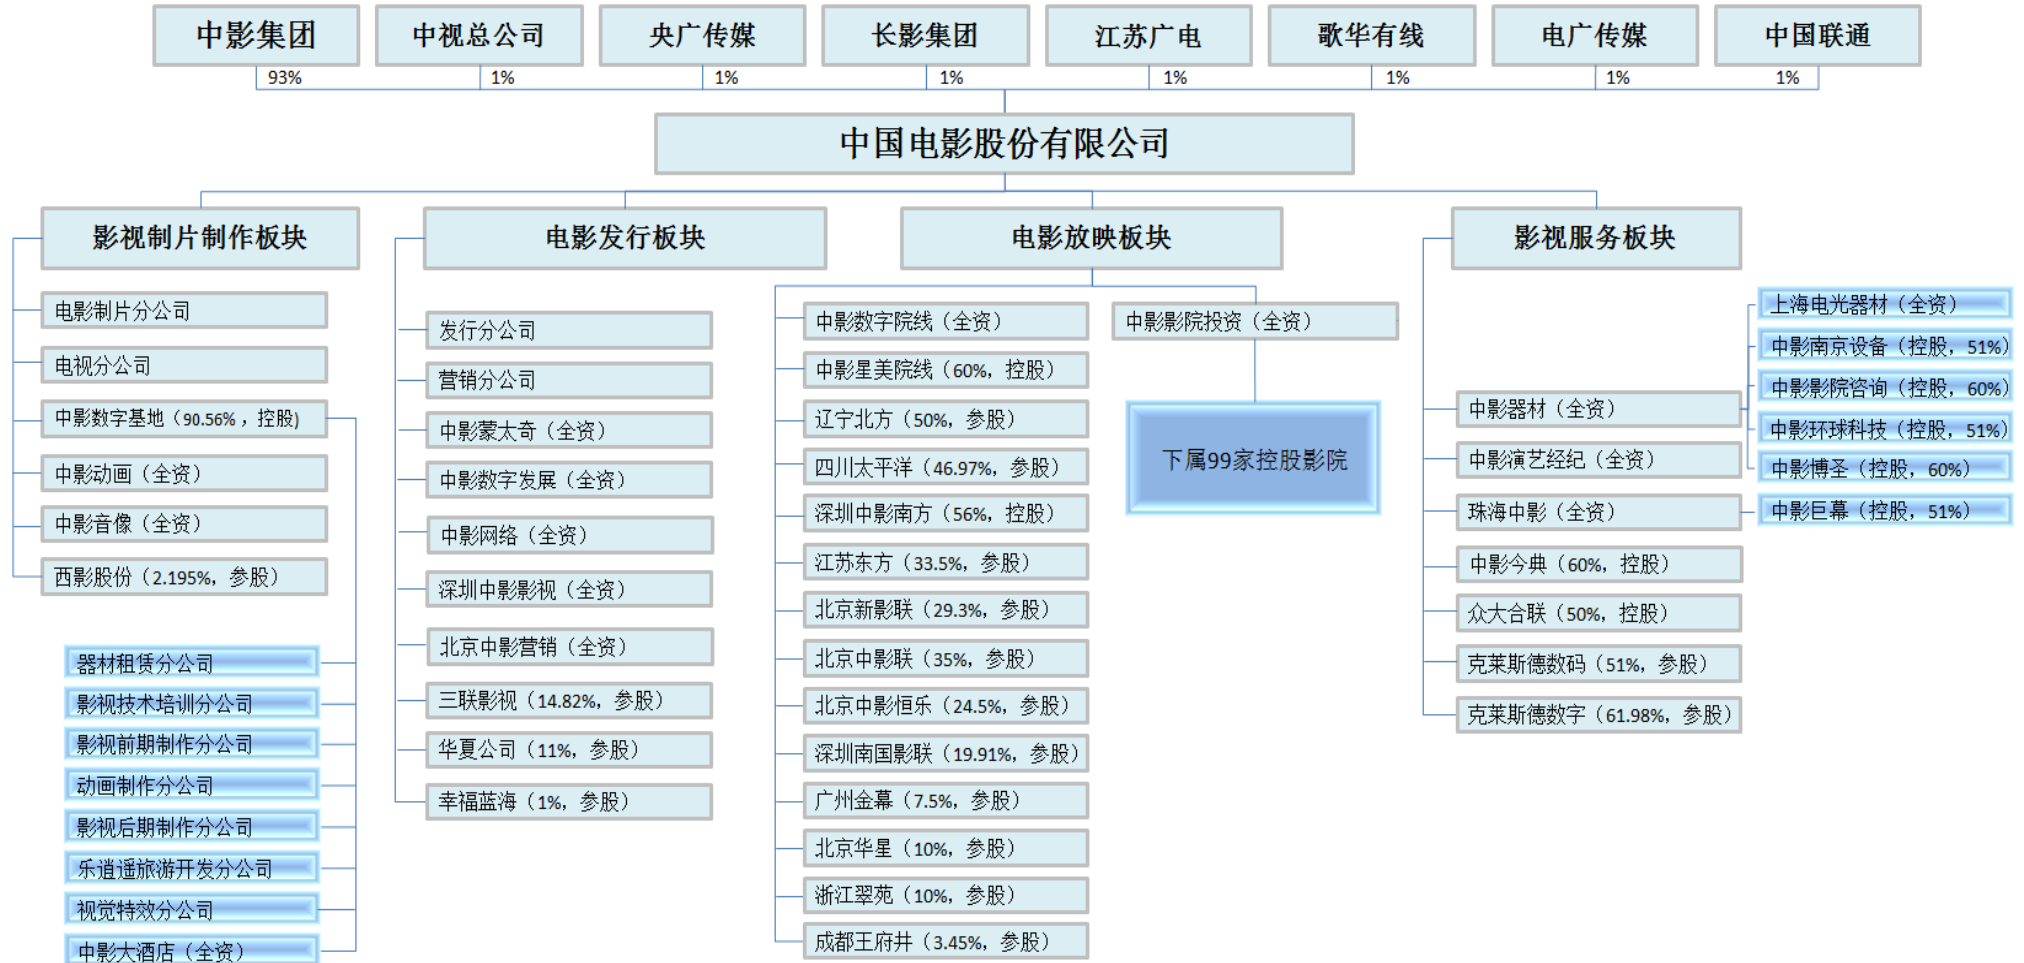 中影集团
中视总公司
央广传媒
长影集团
江苏广电
歌华有线
电广传媒
中国联通
93%
1%
1%
1%
1%
1%
1%
1%
中国电影股份有限公司
影视制片制作板块
电影制片分公司
电视分公司
中影数字基地（90.56%，控股)
中影动画（全资）
中影音像（全资）
西影股份（2.195%，参股）
器材租赁分公司
影视技术培训分公司
影视前期制作分公司
动画制作分公司
影视后期制作分公司
乐逍遥旅游开发分公司
视觉特效分公司
中影大酒店（全资）
电影发行板块
发行分公司
营销分公司
中影蒙太奇（全资）
中影数字发展（全资）
中影网络（全资）
深圳中影影视（全资）
北京中影营销（全资）
三联影视（14.82%，参股）
华夏公司（11%，参股）
幸福蓝海（1%，参股）
电影放映板块
中影数字院线（全资）
中影星美院线（60%，控股）
辽宁北方（50%，参股）
四川太平洋（46.97%，参股）
深圳中影南方（56%，控股）
江苏东方（33.5%，参股）
北京新影联（29.3%，参股）
北京中影联（35%，参股）
北京中影恒乐（24.5%，参股）
深圳南国影联（19.91%，参股）
广州金幕（7.5%，参股）
北京华星（10%，参股）
浙江翠苑（10%，参股）
成都王府井（3.45%，参股）
中影影院投资（全资）
下属99家控股影院
影视服务板块
中影器材（全资）
中影演艺经纪（全资）
珠海中影（全资）
中影今典（60%，控股）
众大合联（50%，控股）
克莱斯德数码（51%，参股）
克莱斯德数字（61.98%，参股）
上海电光器材（全资）
中影南京设备（控股，51%）
中影影院咨询（控股，60%）
中影环球科技（控股，51%）
中影博圣（控股，60%）
中影巨幕（控股，51%）